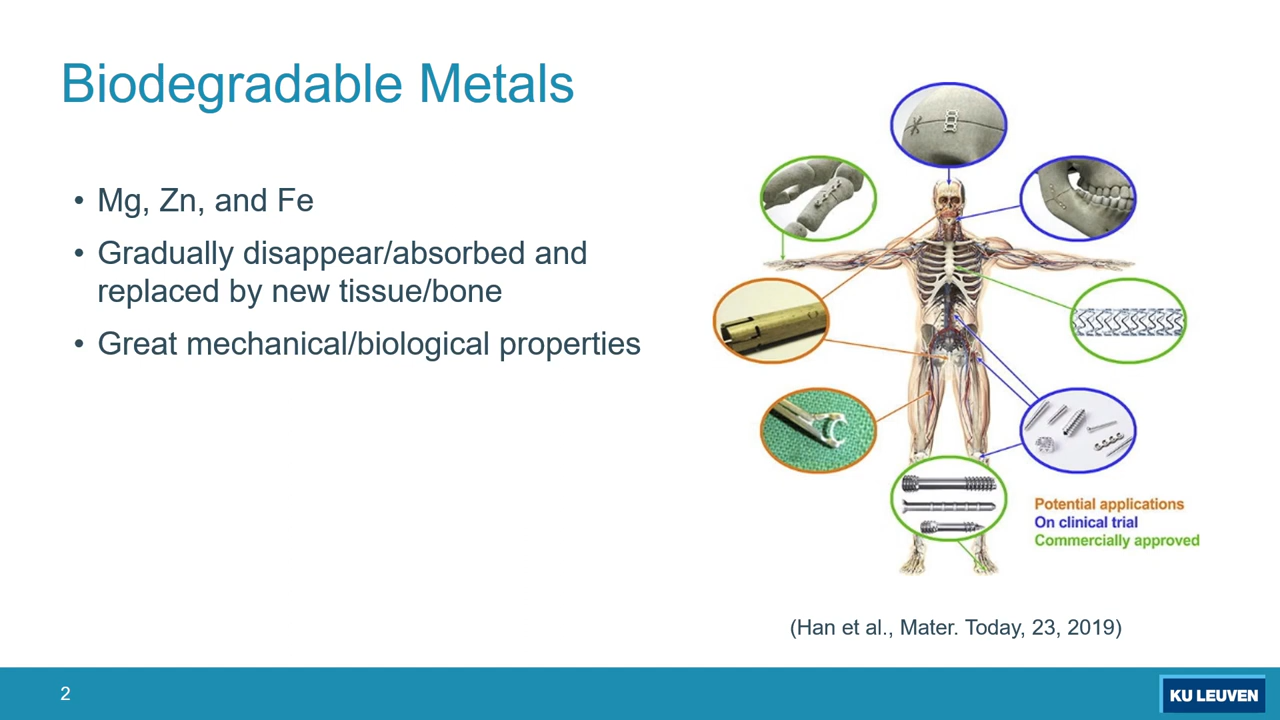 Biodegradable Metals
• Mg, Zn, and Fe
• Gradually disappear/absorbed and
replaced by new tissue/bone
• Great mechanical/biological properties
Potential applications
On clinical trial
Commercially approved
(Han et al., Mater. Today, 23, 2019)
2
KU LEUVEN